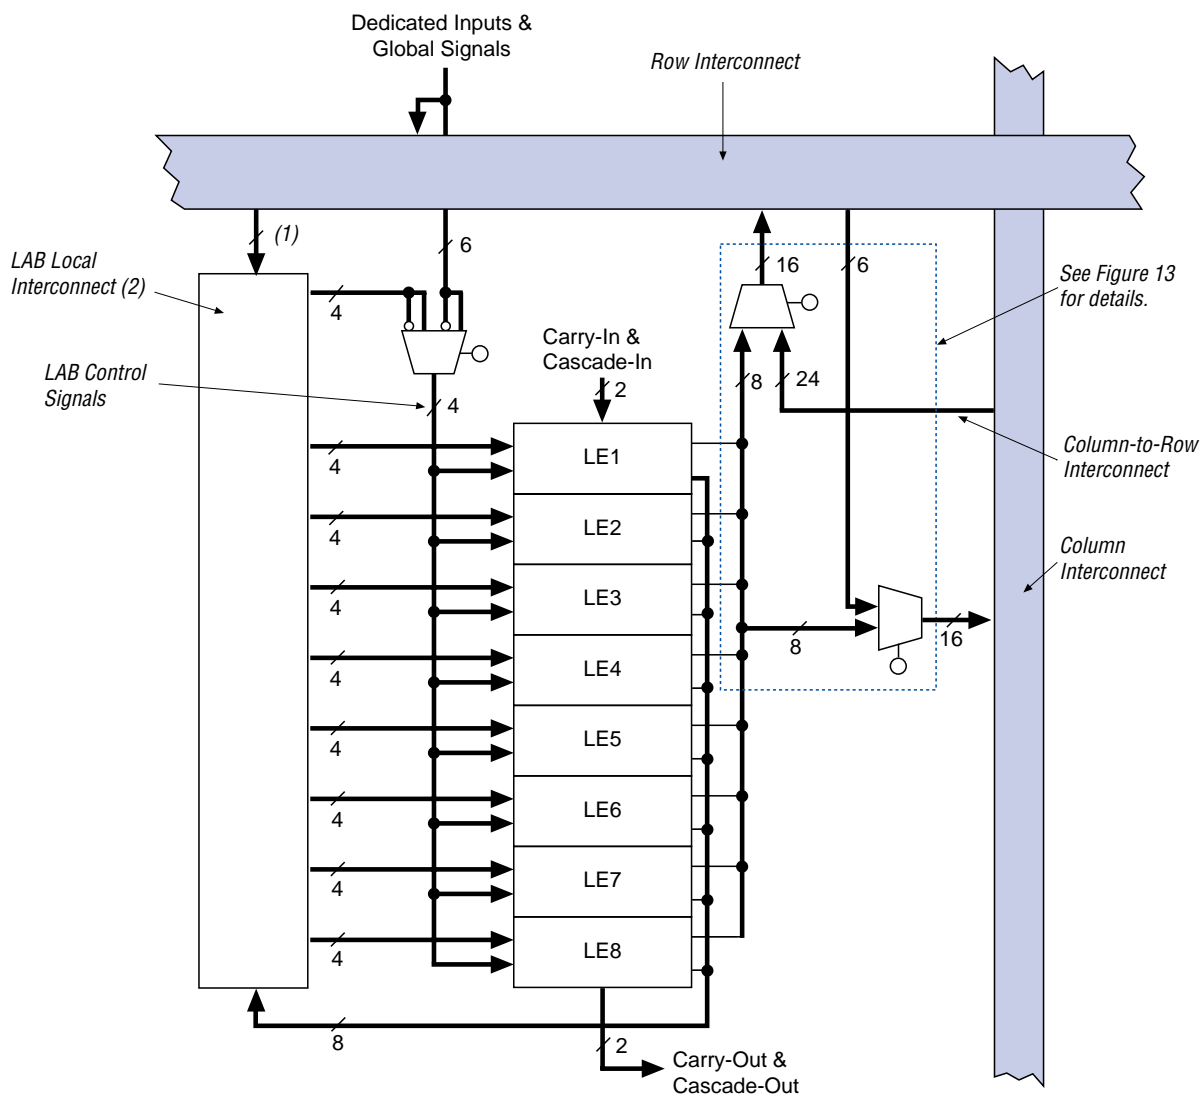 Dedicated Inputs &
Global Signals
Row Interconnect
(1)
6
16
6
LAB Local
Interconnect (2)
See Figure 13
for details.
4
Carry-In &
Cascade-In
LAB Control
Signals
4
2
8
24
LE1
4
Column-to-Row
Interconnect
LE2
4
Column
Interconnect
LE3
4
8
16
LE4
4
LE5
4
LE6
4
LE7
4
LE8
4
8
2
Carry-Out &
Cascade-Out